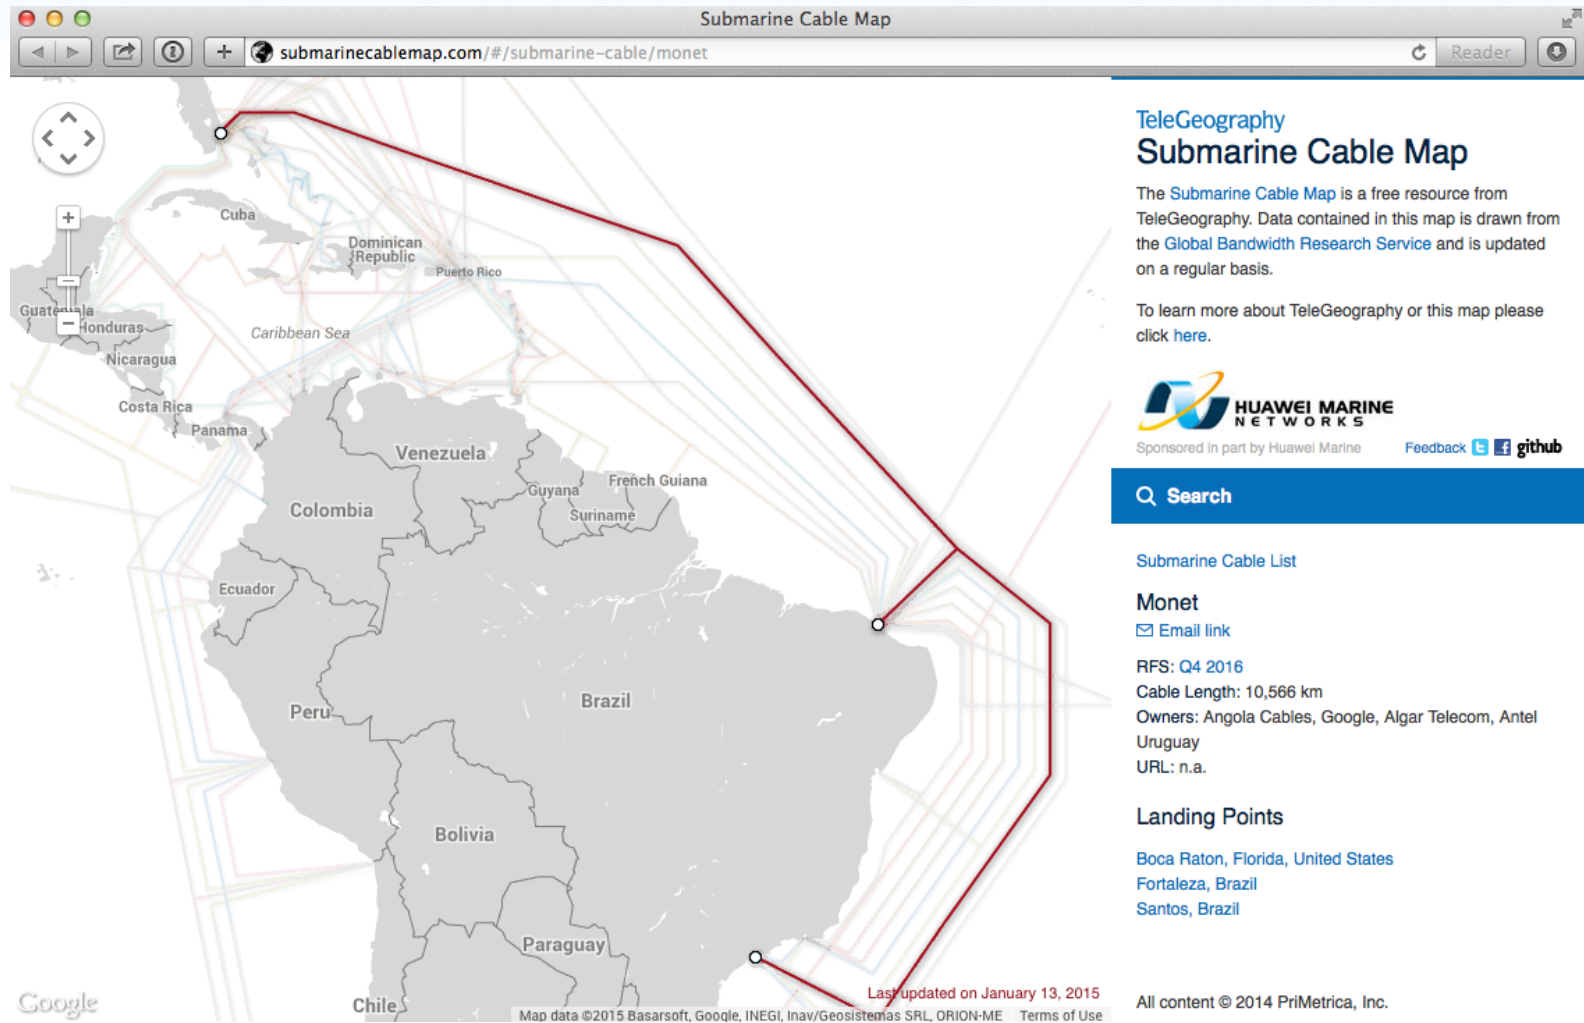 Submarine Cable Map
submarinecablemap.com/#/submarine-cable/monet
Reader
Cuba
Dominican
Republic
Puerto Rico
Guatemala
Honduras
Caribbean Sea
Nicaragua
Costa Rica
Panama
Venezuela
Guyana
French Guiana
Suriname
Colombia
Ecuador
Peru
Brazil
Bolivia
Paraguay
Chile
Last updated on January 13, 2015
Google
Map data ©2015 Basarsoft, Google, INEGI, Inav/Geosistemas SRL, ORION-ME
Terms of Use
TeleGeography
Submarine Cable Map
The Submarine Cable Map is a free resource from
TeleGeography. Data contained in this map is drawn from
the Global Bandwidth Research Service and is updated
on a regular basis.
To learn more about TeleGeography or this map please
click here.
HUAWEI MARINE
NETWORKS
Sponsored in part by Huawei Marine
Feedback
github
Search
Submarine Cable List
Monet
Email link
RFS: Q4 2016
Cable Length: 10,566 km
Owners: Angola Cables, Google, Algar Telecom, Antel
Uruguay
URL: n.a.
Landing Points
Boca Raton, Florida, United States
Fortaleza, Brazil
Santos, Brazil
All content © 2014 PriMetrica, Inc.